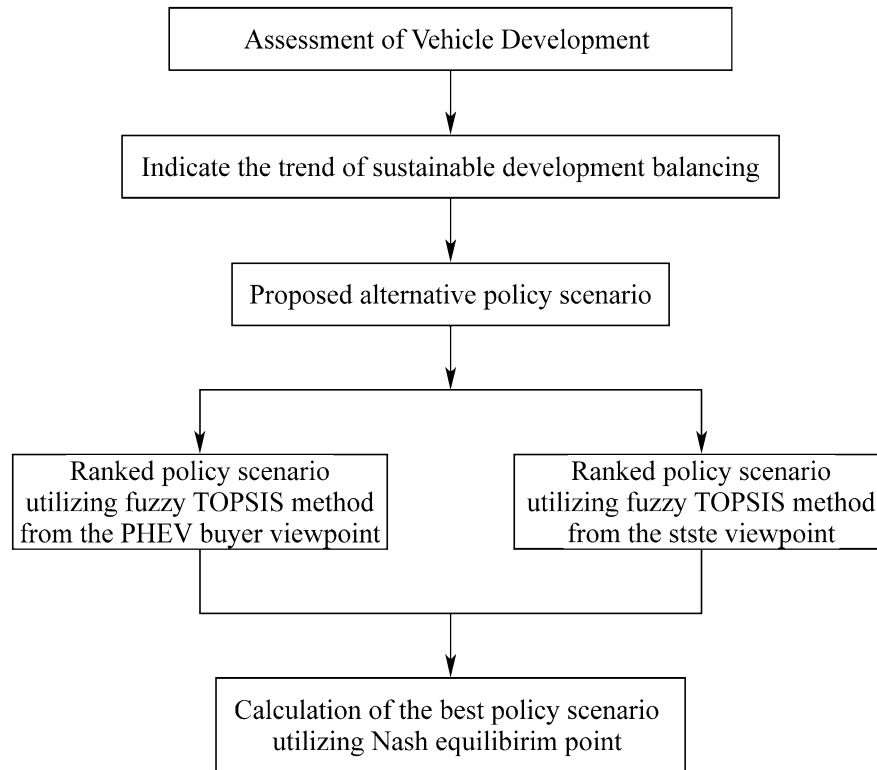 Assessment of Vehicle Development
Indicate the trend of sustainable development balancing
Proposed alternative policy scenario
Ranked policy scenario
utilizing fuzzy TOPSIS method
from the PHEV buyer viewpoint
Ranked policy scenario
utilizing fuzzy TOPSIS method
from the stste viewpoint
Calculation of the best policy scenario
utilizing Nash equilibirim point